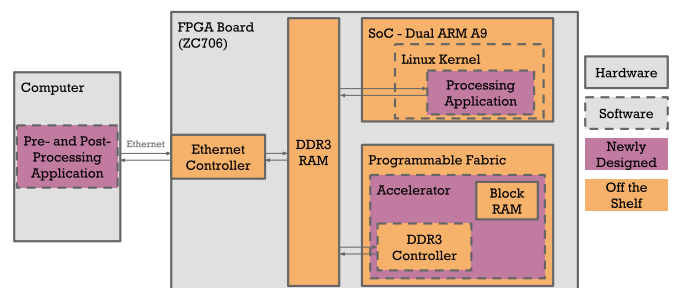 FPGA Board
(ZC706)
SoC - Dual ARM A9
Linux Kernel
Processing
Application
Computer
Pre- and Post-
Processing
Application
Ethernet
Ethernet
Controller
DDR3
RAM
Programmable Fabric
Accelerator
Block
RAM
DDR3
Controller
Hardware
Software
Newly
Designed
Off the
Shelf